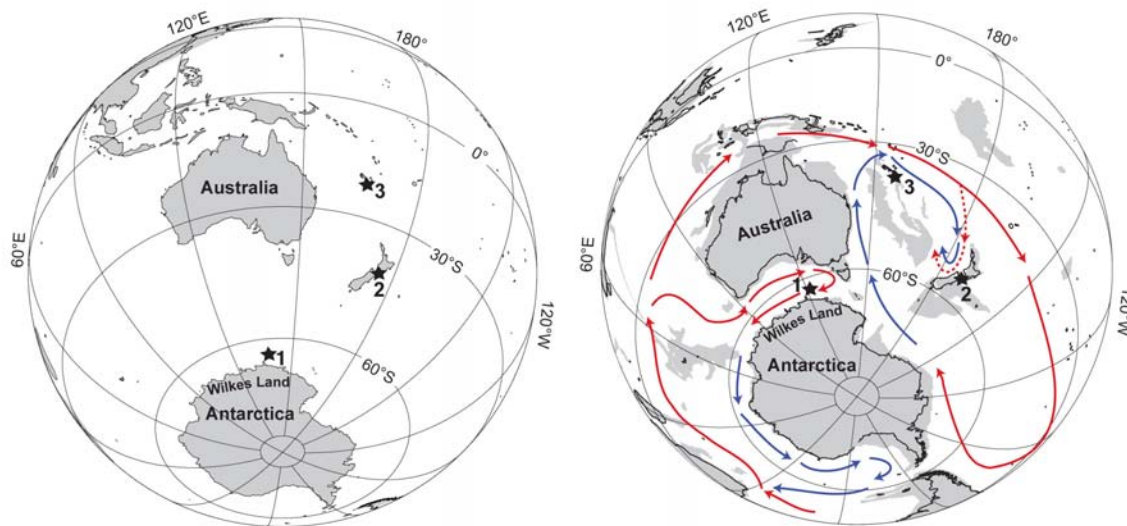 120°E
180°
0°
Australia
3
30°S
60°E
2
120°W
1
60°S
Wilkes Land
Antarctica
120°E
180°
0°
30°S
3
Australia
60°E
60°S
1
2
Wilkes Land
120°W
Antarctica